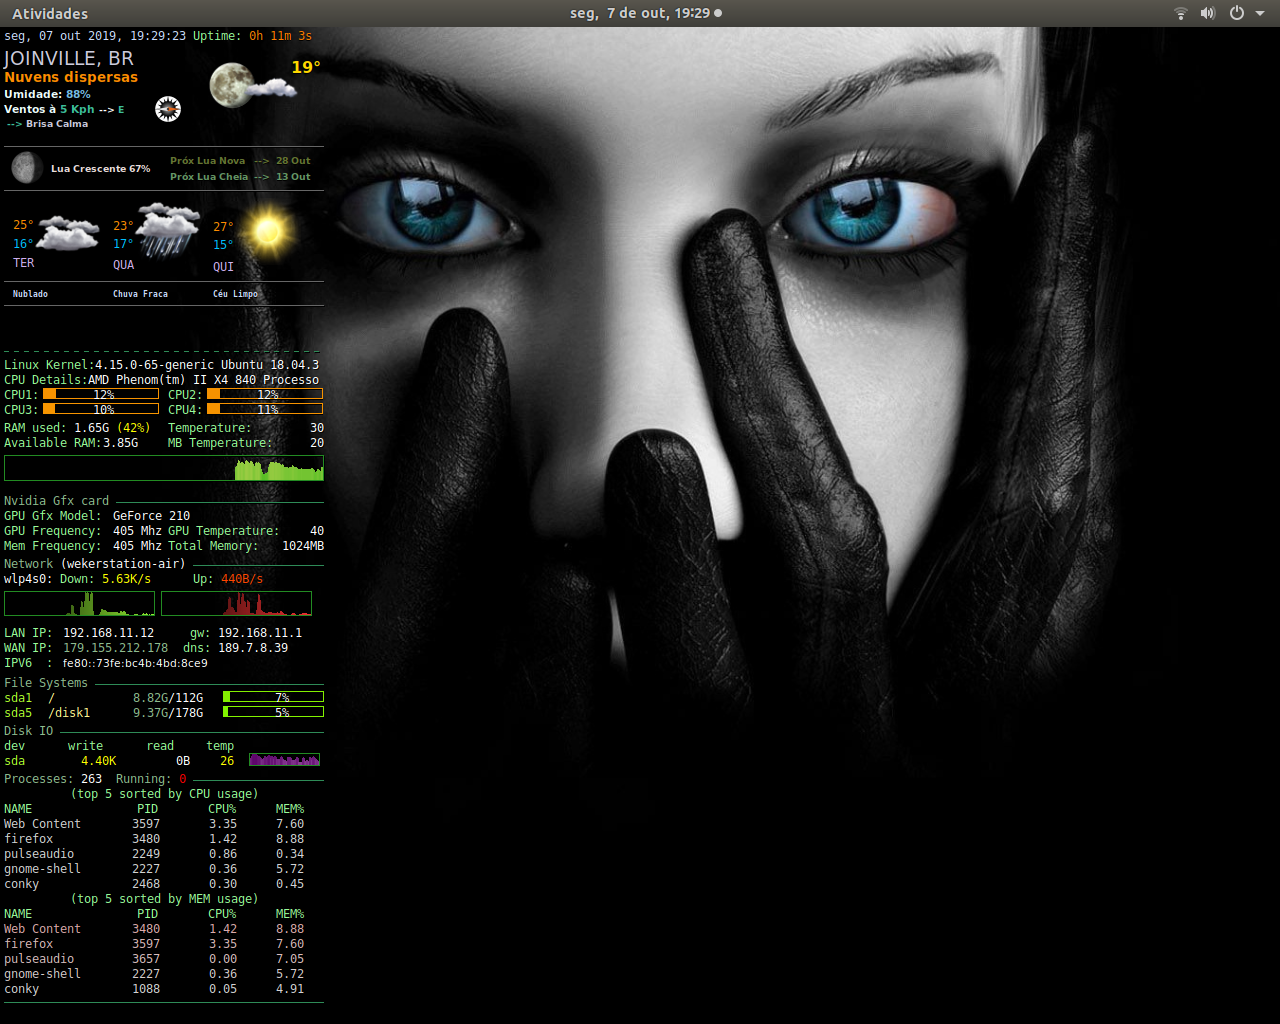 Atividades
seg, 7 de out, 19:29
seg, 07 out 2019, 19:29:23 Uptime: 0h 11m 3s
JOINVILLE, BR
19°
Nuvens dispersas
Umidade: 88%
Ventos à 5 Kph --> E
--> Brisa Calma
Lua Crescente 67%
Próx Lua Nova --> 28 Out
Próx Lua Cheia --> 13 Out
25° 23° 27°
16° 17° 15°
TER QUA QUI
Nublado Chuva Fraca Céu Limpo
Linux Kernel:4.15.0-65-generic Ubuntu 18.04.3
CPU Details:AMD Phenom(tm) II X4 840 Processo
CPU1: 12% CPU2: 12%
CPU3: 10% CPU4: 11%
RAM used: 1.65G (42%) Temperature: 30
Available RAM:3.85G MB Temperature: 20
Nvidia Gfx card
GPU Gfx Model: GeForce 210
GPU Frequency: 405 Mhz GPU Temperature: 40
Mem Frequency: 405 Mhz Total Memory: 1024MB
Network (wekerstation-air)
wlp4s0: Down: 5.63K/s Up: 440B/s
LAN IP: 192.168.11.12 gw: 192.168.11.1
WAN IP: 179.155.212.178 dns: 189.7.8.39
IPV6 : fe80::73fe:bc4b:4bd:8ce9
File Systems
sda1 / 8.82G/112G 7%
sda5 /disk1 9.37G/178G 5%
Disk IO
dev write read temp
sda 4.40K 0B 26
Processes: 263 Running: 0
(top 5 sorted by CPU usage)
NAME PID CPU% MEM%
Web Content 3597 3.35 7.60
firefox 3480 1.42 8.88
pulseaudio 2249 0.86 0.34
gnome-shell 2227 0.36 5.72
conky 2468 0.30 0.45
(top 5 sorted by MEM usage)
NAME PID CPU% MEM%
Web Content 3480 1.42 8.88
firefox 3597 3.35 7.60
pulseaudio 3657 0.00 7.05
gnome-shell 2227 0.36 5.72
conky 1088 0.05 4.91